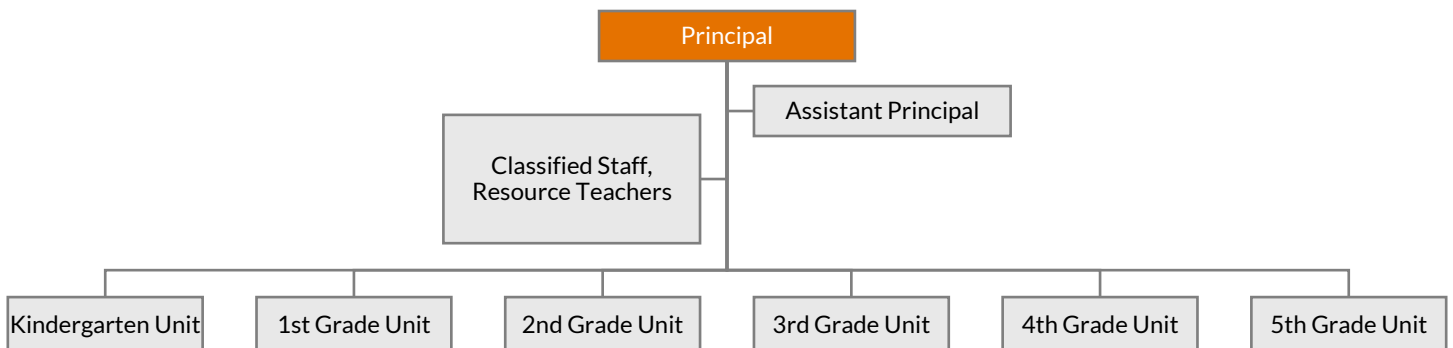 Principal
Assistant Principal
Classified Staff,
Resource Teachers
Kindergarten Unit
1st Grade Unit
2nd Grade Unit
3rd Grade Unit
4th Grade Unit
5th Grade Unit